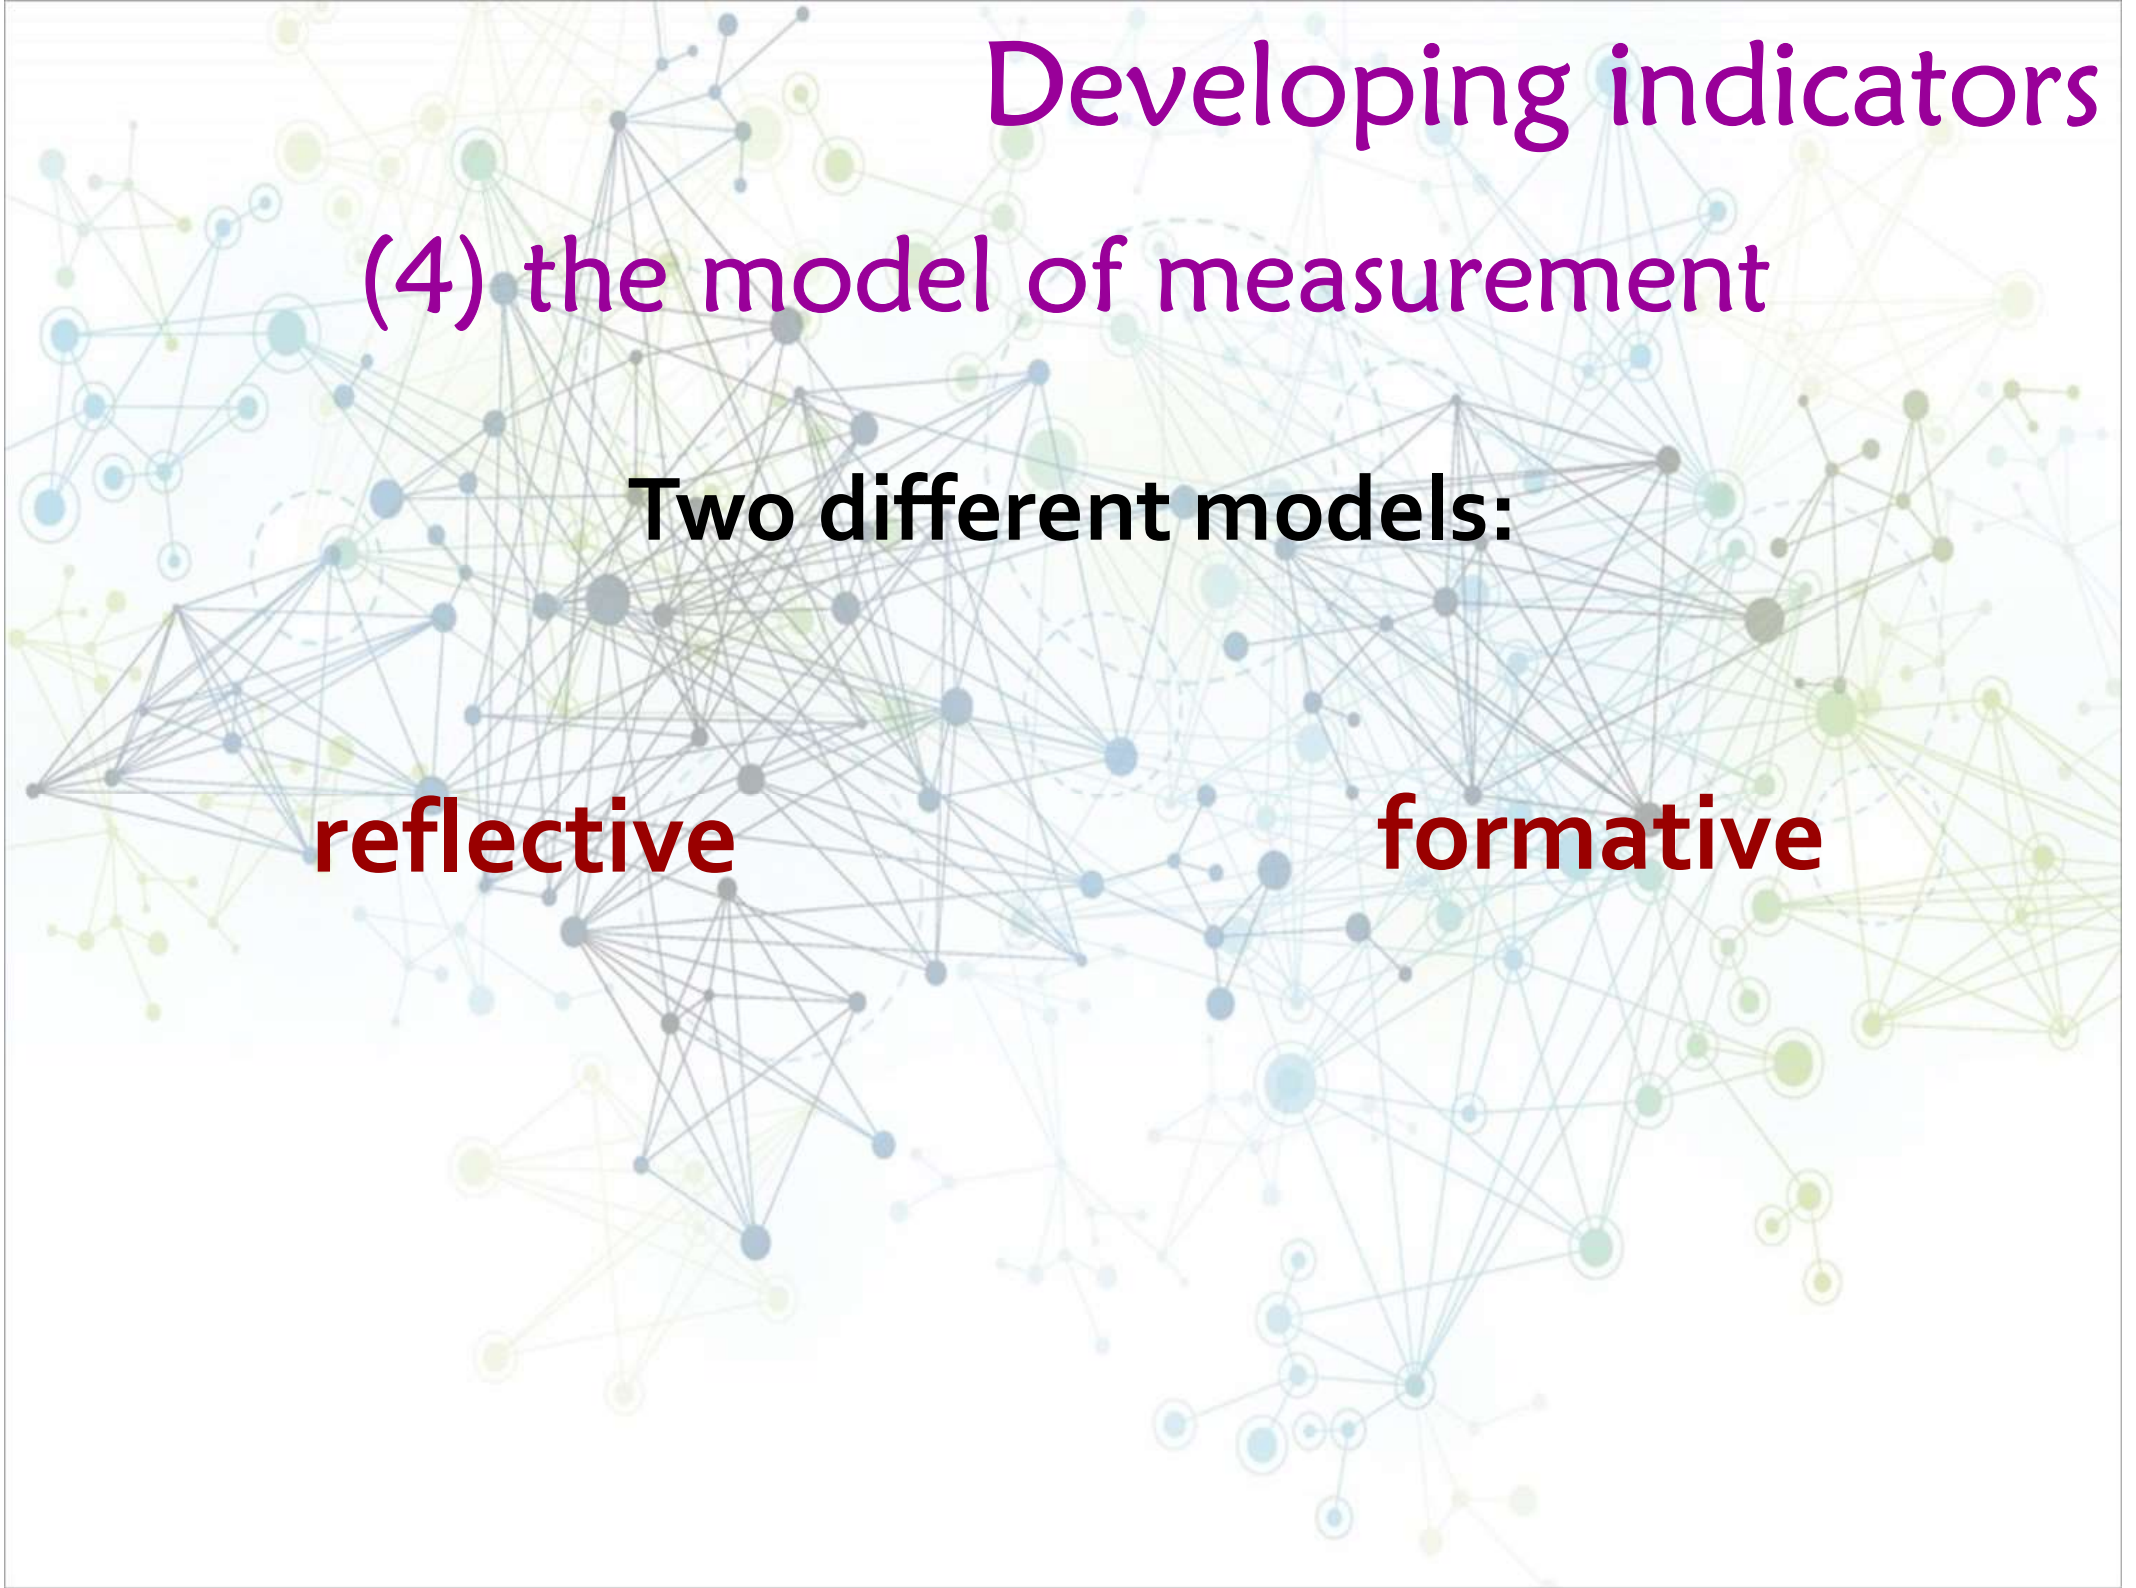 Developing indicators
(4) the model of measurement
Two different models:
reflective
formative